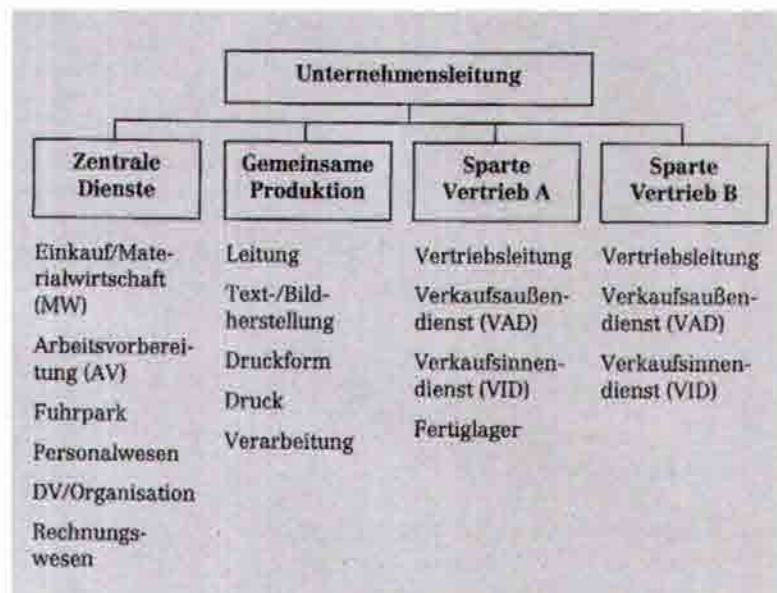 Unternehmensleitung
Zentrale
Dienste
Gemeinsame
Produktion
Sparte
Vertrieb A
Sparte
Vertrieb B
Einkauf/Mate-
rialwirtschaft
(MW)
Arbeitsvorberei-
tung (AV)
Fuhrpark
Personalwesen
DV/Organisation
Rechnungs-
wesen
Leitung
Text-/Bild-
herstellung
Druckform
Druck
Verarbeitung
Vertriebsleitung
Verkaufsaußen-
dienst (VAD)
Verkaufsinnen-
dienst (VID)
Fertiglager
Vertriebsleitung
Verkaufsaußen-
dienst (VAD)
Verkaufsinnen-
dienst (VID)